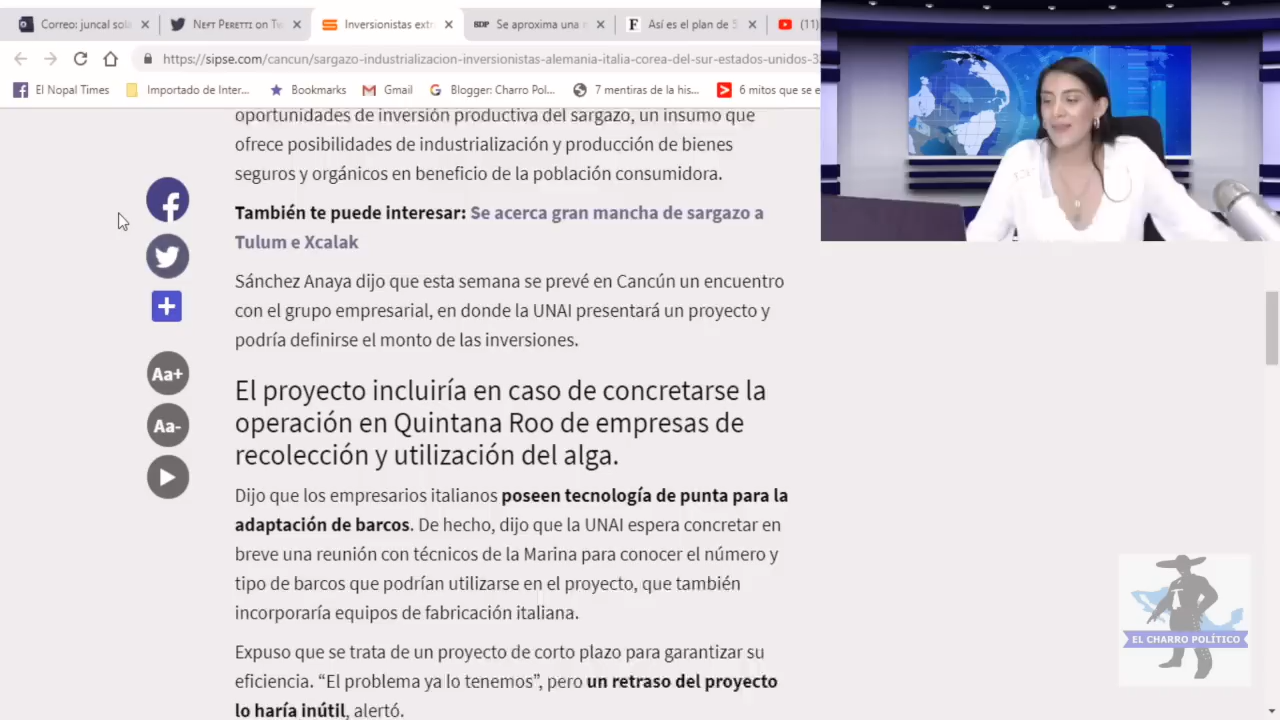 Correo: juncal soli
Nεƒƒ Pεrεττi on Tw
Inversionistas extr
SDP Se aproxima una m
F Así es el plan de S
(11)
https://sipse.com/cancun/sargazo-industrializacion-inversionistas-alemania-italia-corea-del-sur-estados-unidos-3
El Nopal Times
Importado de Inter...
Bookmarks
Gmail
Blogger: Charro Pol...
7 mentiras de la his...
6 mitos que se e
oportunidades de inversión productiva del sargazo, un insumo que
ofrece posibilidades de industrialización y producción de bienes
seguros y orgánicos en beneficio de la población consumidora.
También te puede interesar: Se acerca gran mancha de sargazo a
Tulum e Xcalak
Sánchez Anaya dijo que esta semana se prevé en Cancún un encuentro
con el grupo empresarial, en donde la UNAI presentará un proyecto y
podría definirse el monto de las inversiones.
Aa+
Aa-
El proyecto incluiría en caso de concretarse la
operación en Quintana Roo de empresas de
recolección y utilización del alga.
Dijo que los empresarios italianos poseen tecnología de punta para la
adaptación de barcos. De hecho, dijo que la UNAI espera concretar en
breve una reunión con técnicos de la Marina para conocer el número y
tipo de barcos que podrían utilizarse en el proyecto, que también
incorporaría equipos de fabricación italiana.
Expuso que se trata de un proyecto de corto plazo para garantizar su
eficiencia. “El problema ya lo tenemos”, pero un retraso del proyecto
lo haría inútil, alertó.
EL CHARRO POLÍTICO